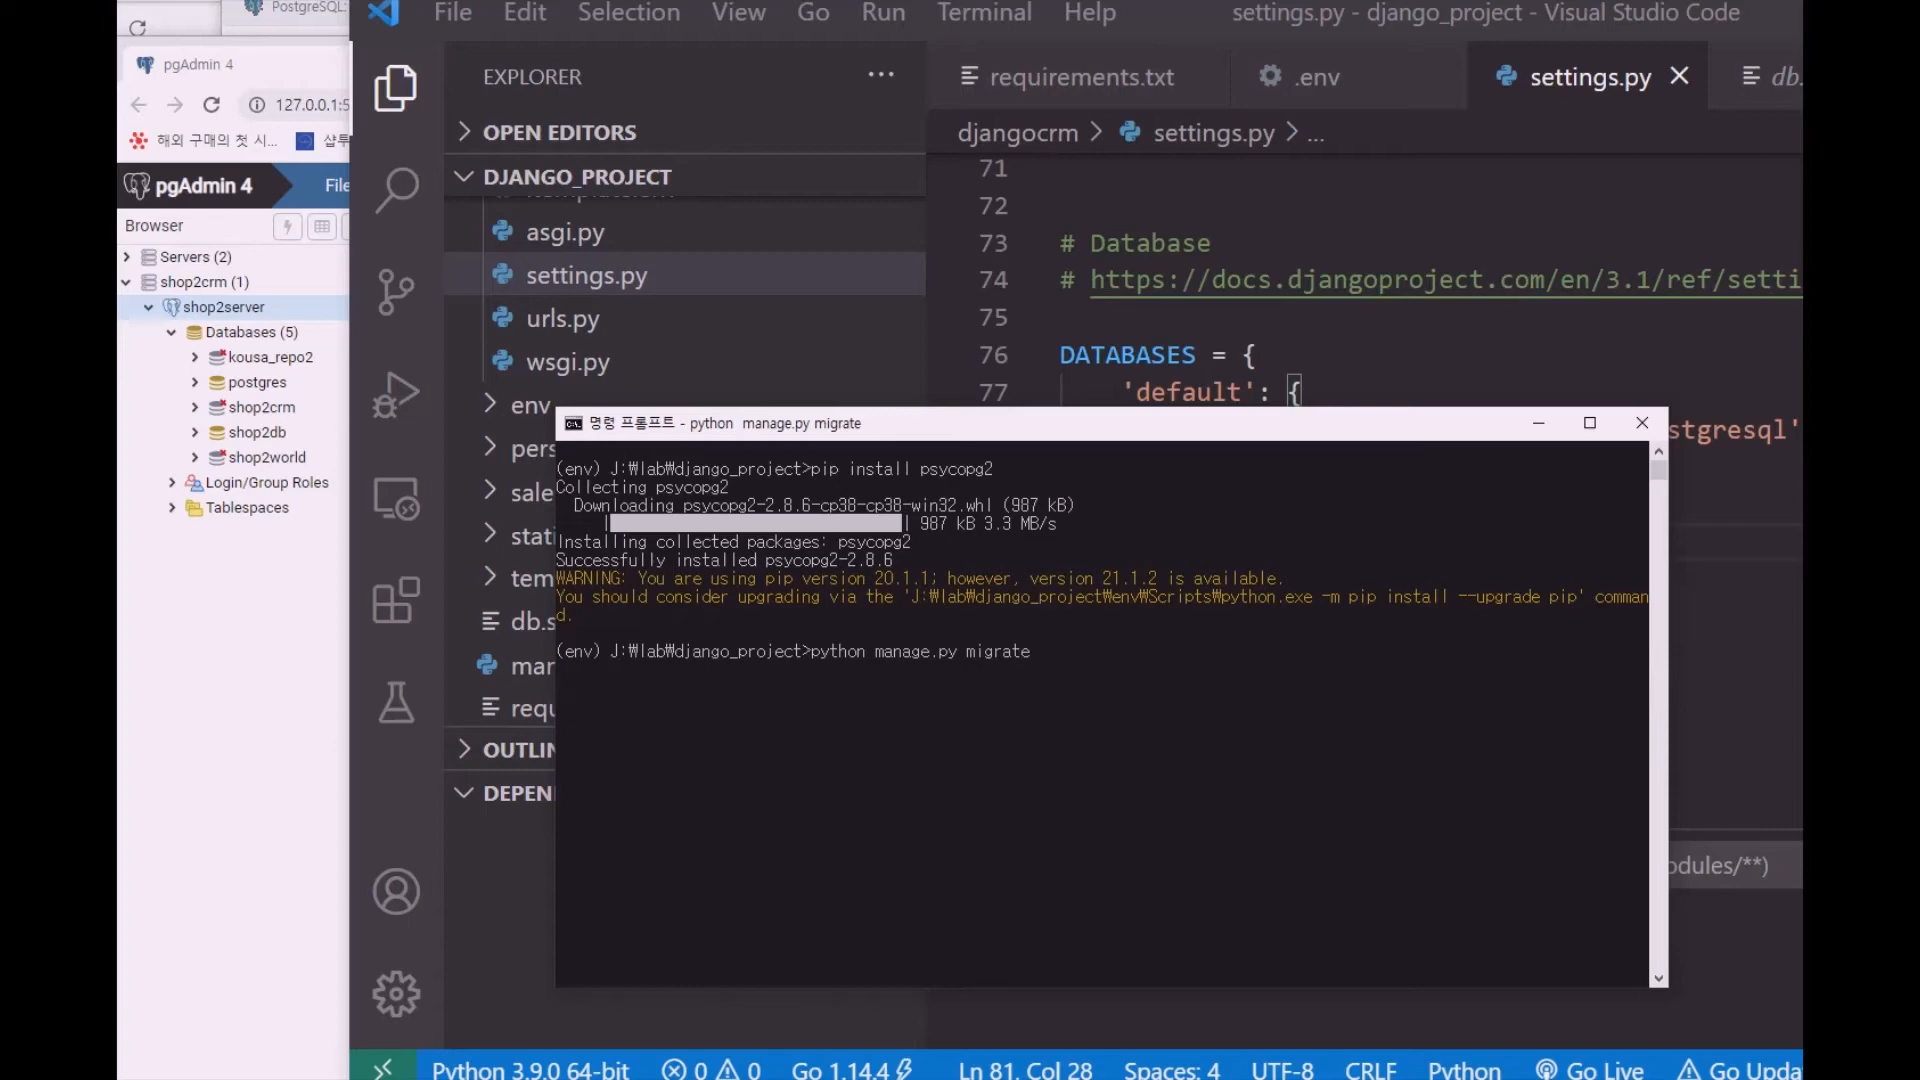 PostgreSQL:
pgAdmin 4
127.0.0.1:5
해외 구매의 첫 시...
샵투
pgAdmin 4
File
Browser
Servers (2)
shop2crm (1)
shop2server
Databases (5)
kousa_repo2
postgres
shop2crm
shop2db
shop2world
Login/Group Roles
Tablespaces
File Edit Selection View Go Run Terminal Help
settings.py - django_project - Visual Studio Code
EXPLORER
OPEN EDITORS
DJANGO_PROJECT
asgi.py
settings.py
urls.py
wsgi.py
env
pers
sale
stati
tem
db.s
man
requ
OUTLIN
DEPEN
requirements.txt
.env
settings.py
db.
djangocrm > settings.py > ...
71
72
73 # Database
74 # https://docs.djangoproject.com/en/3.1/ref/setti
75
76 DATABASES = {
77 'default': {
stgresql'
odules/**)
명령 프롬프트 - python manage.py migrate
(env) J:₩lab₩django_project>pip install psycopg2
Collecting psycopg2
Downloading psycopg2-2.8.6-cp38-cp38-win32.whl (987 kB)
| | 987 kB 3.3 MB/s
Installing collected packages: psycopg2
Successfully installed psycopg2-2.8.6
WARNING: You are using pip version 20.1.1; however, version 21.1.2 is available.
You should consider upgrading via the 'J:₩lab₩django_project₩env₩Scripts₩python.exe -m pip install --upgrade pip' comman
d.
(env) J:₩lab₩django_project>python manage.py migrate
Python 3.9.0 64-bit 0 0 Go 1.14.4 Ln 81, Col 28 Spaces: 4 UTF-8 CRLF Python Go Live Go Upda